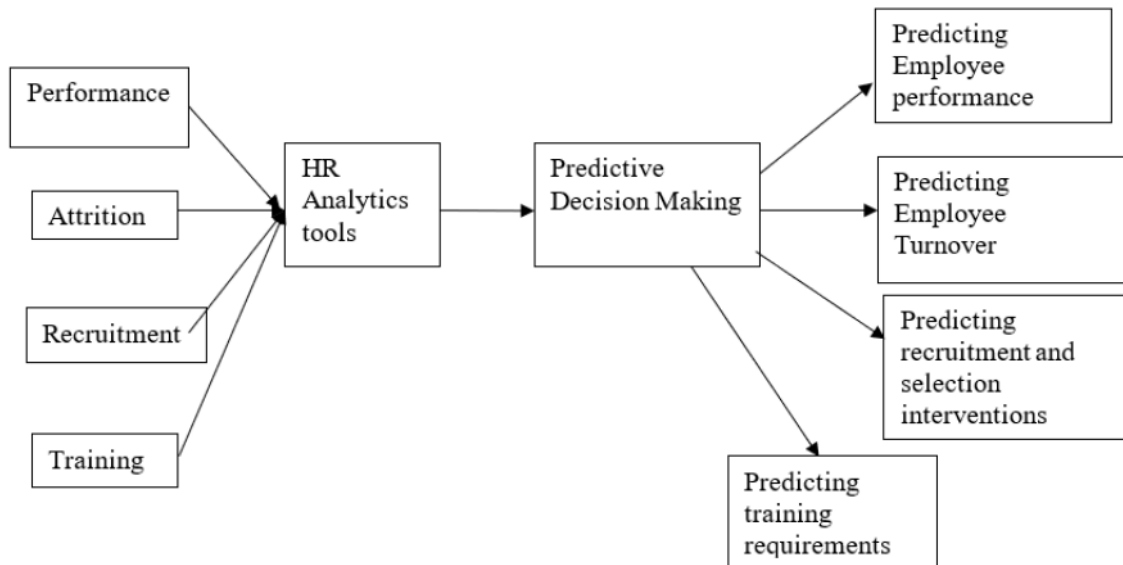 Performance
Attrition
Recruitment
Training
HR
Analytics
tools
Predictive
Decision Making
Predicting
Employee
performance
Predicting
Employee
Turnover
Predicting
recruitment and
selection
interventions
Predicting
training
requirements